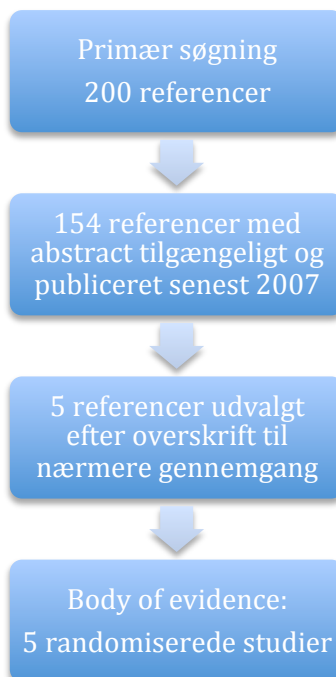 Primær søgning
200 referencer
154 referencer med
abstract tilgængeligt og
publiceret senest 2007
5 referencer udvalgt
efter overskrift til
nærmere gennemgang
Body of evidence:
5 randomiserede studier